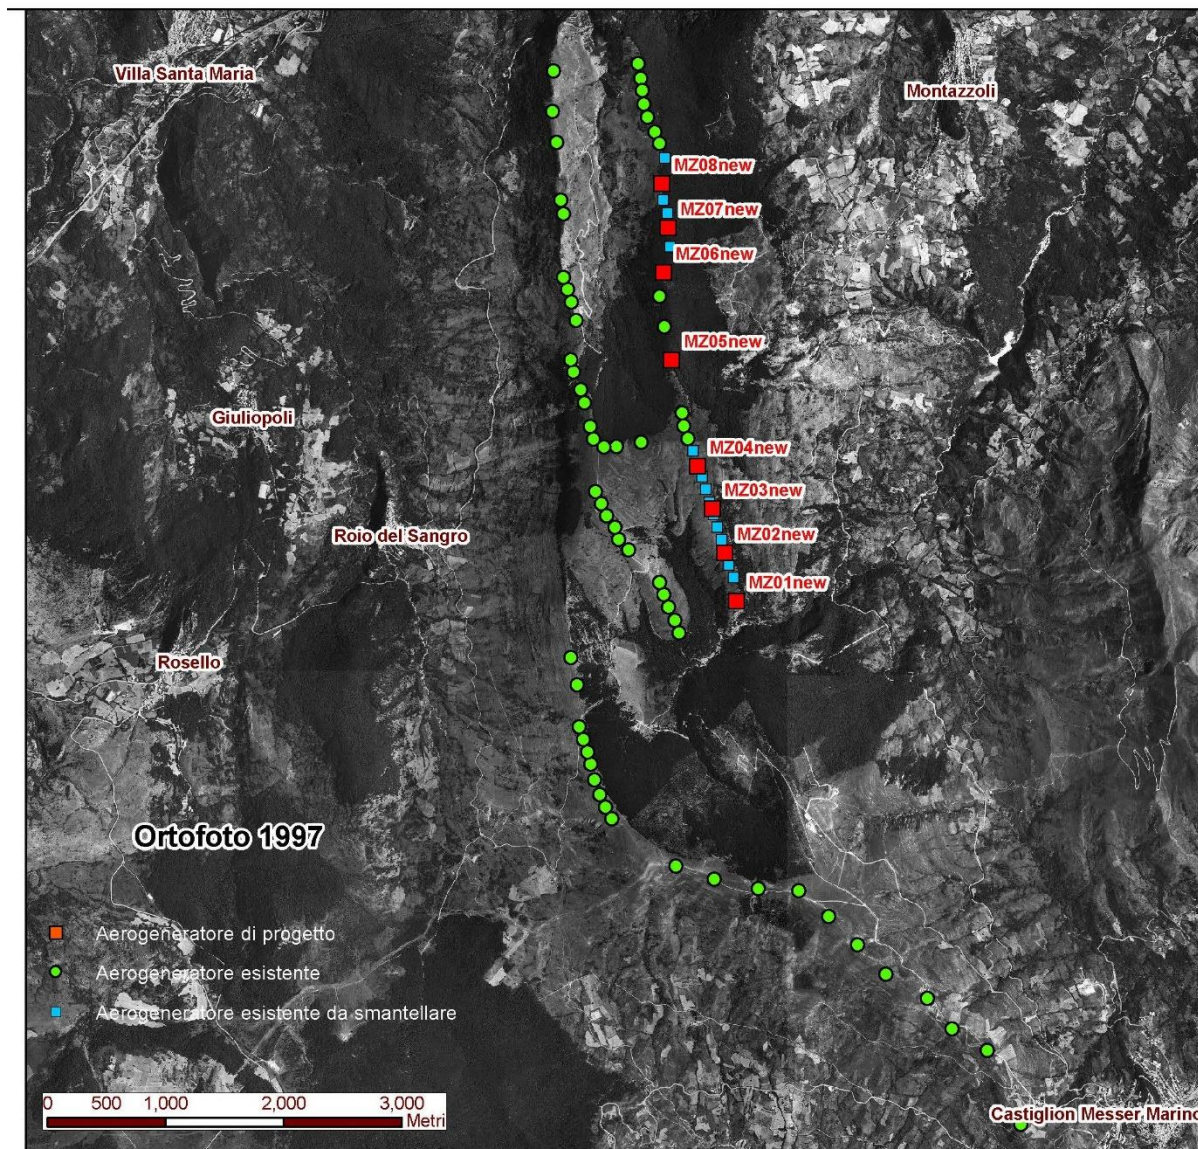 Villa Santa Maria
Montazzoli
MZ08new
MZ07new
MZ06new
MZ05new
Giuliopoli
MZ04new
MZ03new
Roio del Sangro
MZ02new
MZ01new
Rosello
Ortofoto 1997
Aerogeneratore di progetto
Aerogeneratore esistente
Aerogeneratore esistente da smantellare
0 500 1,000 2,000 3,000
Metri
Castiglion Messer Marino